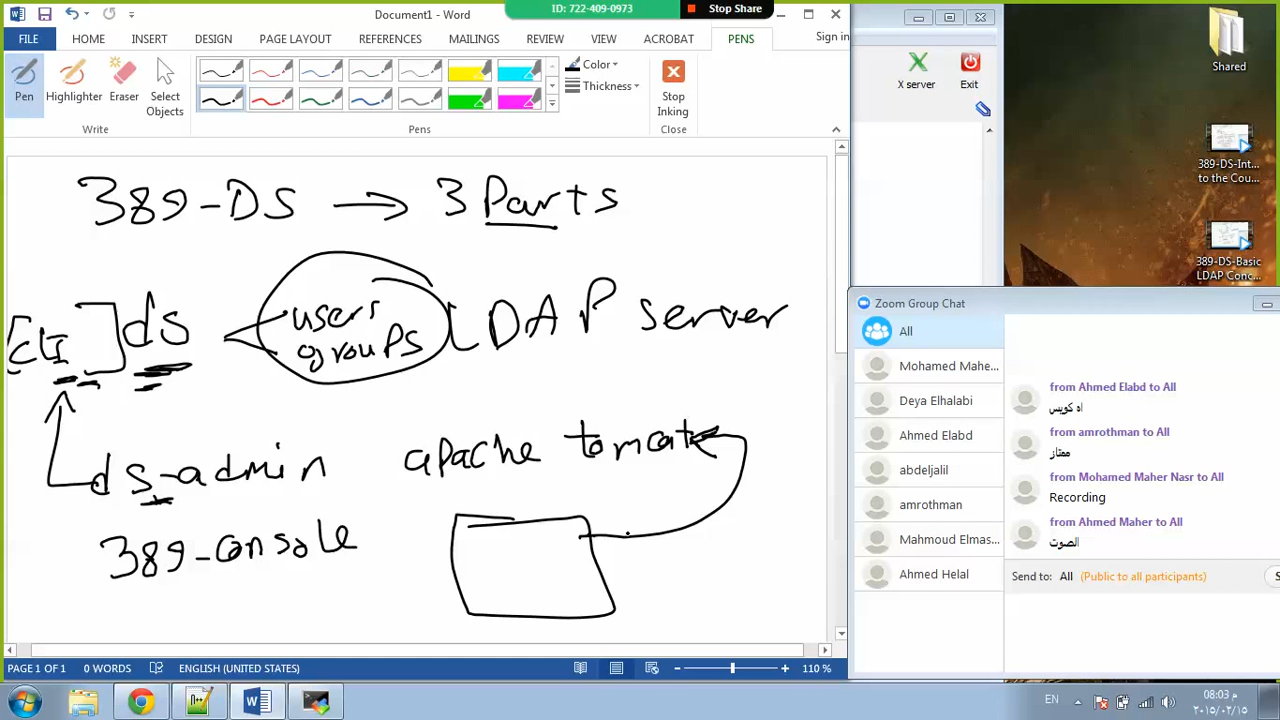 Document1 - Word
ID: 722-409-0973
Stop Share
FILE
HOME
INSERT
DESIGN
PAGE LAYOUT
REFERENCES
MAILINGS
REVIEW
VIEW
ACROBAT
PENS
Sign in
Pen
Highlighter
Eraser
Select
Objects
Color
Thickness
Stop
Inking
Write
Pens
Close
389-DS → 3 Parts
[CLI] ds
users
groups
LDAP server
ds-admin
apache tomcat
389-console
PAGE 1 OF 1
0 WORDS
ENGLISH (UNITED STATES)
110 %
X server
Exit
Shared
389-DS-Int...
to the Cou...
389-DS-Basic
LDAP Conc...
Zoom Group Chat
All
Mohamed Mahe...
Deya Elhalabi
Ahmed Elabd
abdeljalil
amrothman
Mahmoud Elmas...
Ahmed Helal
from Ahmed Elabd to All
اه كويس
from amrothman to All
ممتاز
from Mohamed Maher Nasr to All
Recording
from Ahmed Maher to All
الصوت
Send to: All (Public to all participants)
EN
08:03 م
٢٠١٥/٠٢/١٥